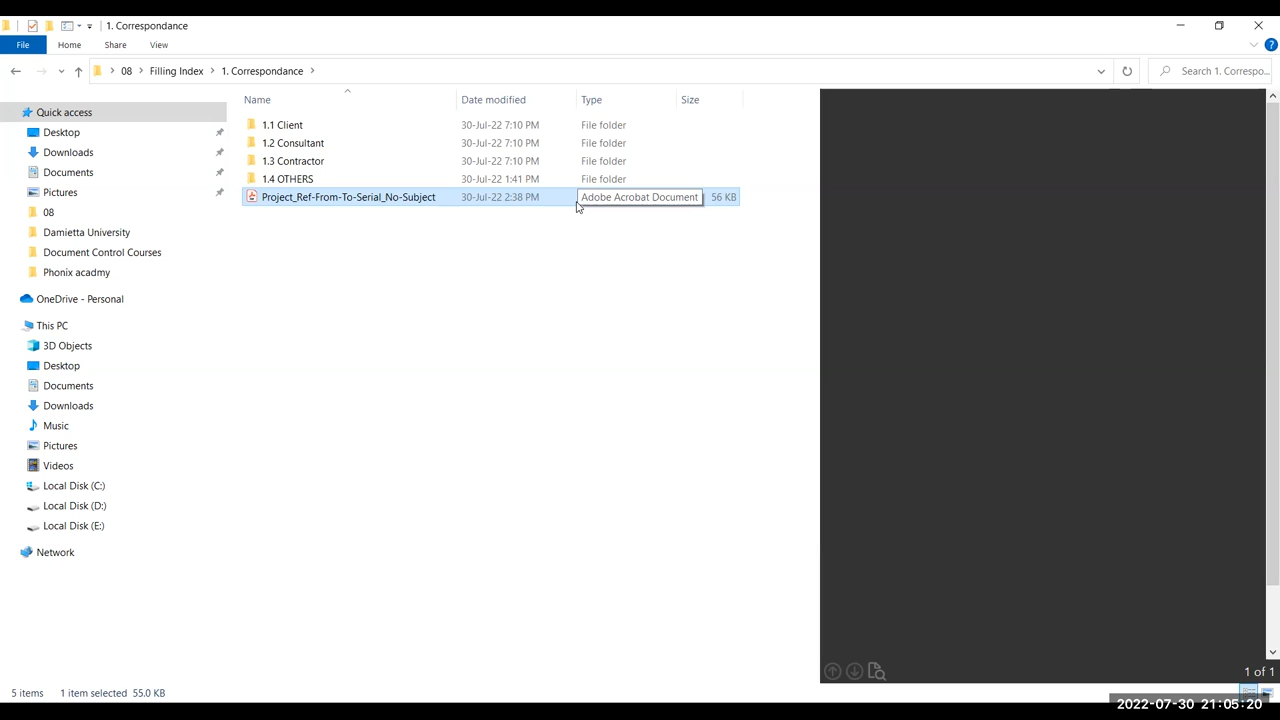 1. Correspondance
File Home Share View
08 Filling Index 1. Correspondance Search 1. Correspo...
Name Date modified Type Size
Quick access
Desktop
Downloads
Documents
Pictures
08
Damietta University
Document Control Courses
Phonix acadmy
OneDrive - Personal
This PC
3D Objects
Desktop
Documents
Downloads
Music
Pictures
Videos
Local Disk (C:)
Local Disk (D:)
Local Disk (E:)
Network
1.1 Client 30-Jul-22 7:10 PM File folder
1.2 Consultant 30-Jul-22 7:10 PM File folder
1.3 Contractor 30-Jul-22 7:10 PM File folder
1.4 OTHERS 30-Jul-22 1:41 PM File folder
Project_Ref-From-To-Serial_No-Subject 30-Jul-22 2:38 PM Adobe Acrobat Document 56 KB
1 of 1
5 items 1 item selected 55.0 KB
2022-07-30 21:05:20